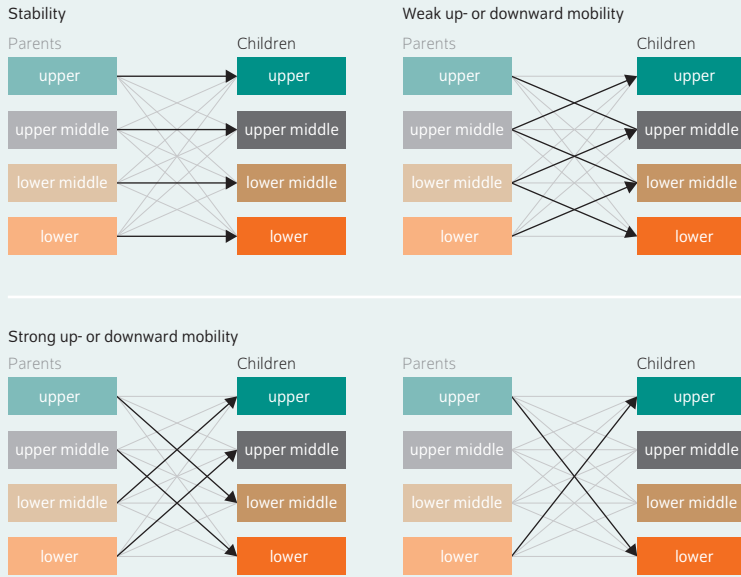 Stability
Parents
Children
upper
upper
upper middle
upper middle
lower middle
lower middle
lower
lower
Weak up- or downward mobility
Parents
Children
upper
upper
upper middle
upper middle
lower middle
lower middle
lower
lower
Strong up- or downward mobility
Parents
Children
upper
upper
upper middle
upper middle
lower middle
lower middle
lower
lower
Parents
Children
upper
upper
upper middle
upper middle
lower middle
lower middle
lower
lower